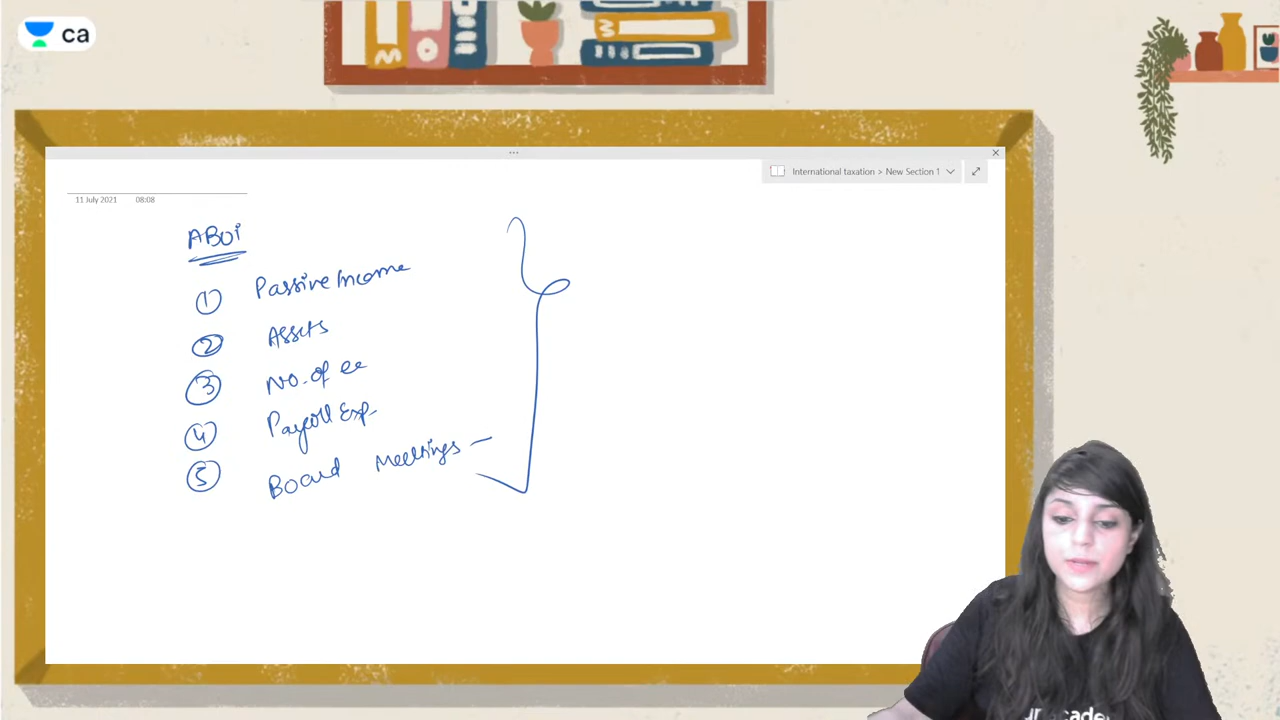 ca
International taxation > New Section 1
11 July 2021 08:08
ABOI
① Passive Income
② Assets
③ No. of ee
④ Payroll Exp-
⑤ Board Meetings -